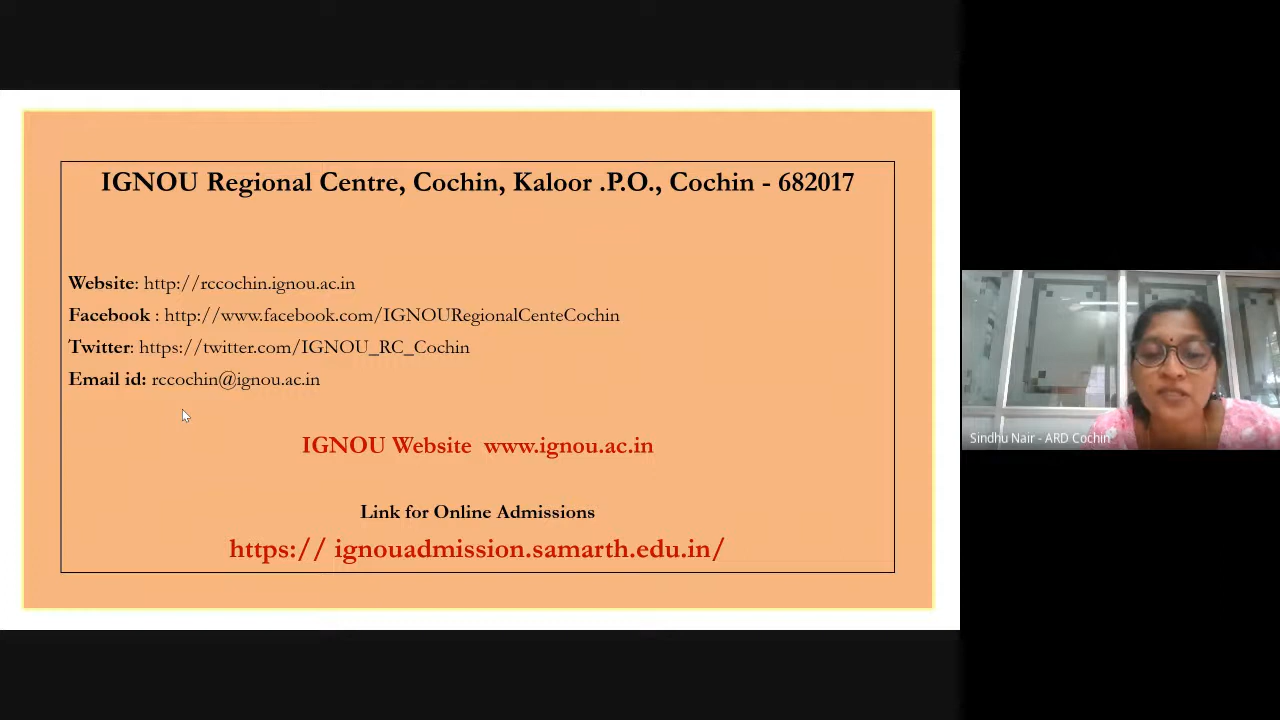 IGNOU Regional Centre, Cochin, Kaloor .P.O., Cochin - 682017
Website: http://rccochin.ignou.ac.in
Facebook : http://www.facebook.com/IGNOURegionalCenteCochin
Twitter: https://twitter.com/IGNOU_RC_Cochin
Email id: rccochin@ignou.ac.in
IGNOU Website  www.ignou.ac.in
Link for Online Admissions
https:// ignouadmission.samarth.edu.in/
Sindhu Nair - ARD Cochin